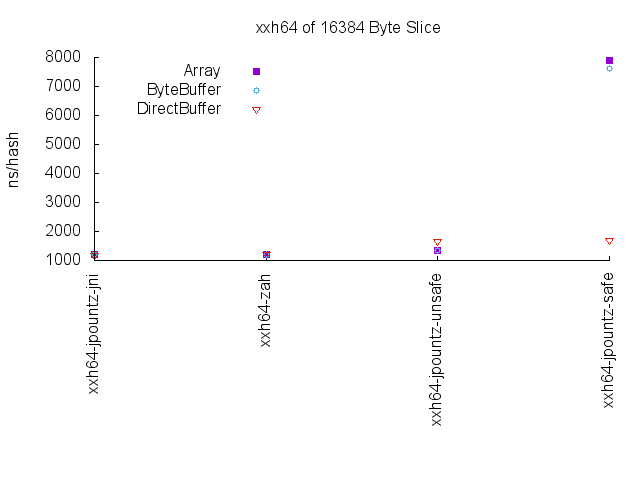 xxh64 of 16384 Byte Slice
8000
7000
6000
5000
4000
3000
2000
1000
ns/hash
Array
ByteBuffer
DirectBuffer
xxh64-jpountz-jni
xxh64-zah
xxh64-jpountz-unsafe
xxh64-jpountz-safe